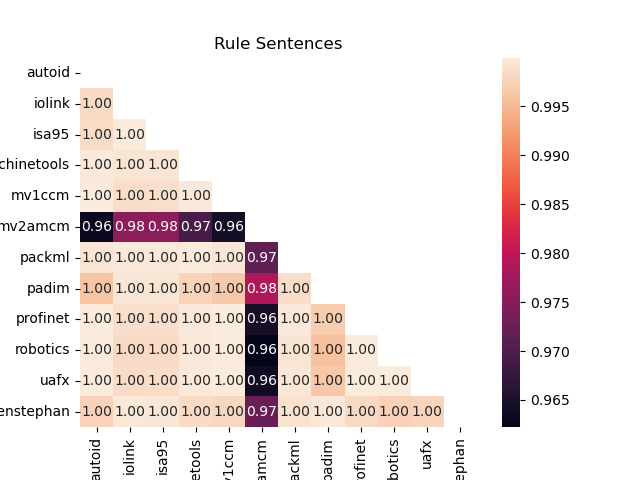 Rule Sentences
autoid
iolink 1.00
isa95 1.00 1.00
chinetools 1.00 1.00 1.00
mv1ccm 1.00 1.00 1.00 1.00
mv2amcm 0.96 0.98 0.98 0.97 0.96
packml 1.00 1.00 1.00 1.00 1.00 0.97
padim 1.00 1.00 1.00 1.00 1.00 0.98 1.00
profinet 1.00 1.00 1.00 1.00 1.00 0.96 1.00 1.00
robotics 1.00 1.00 1.00 1.00 1.00 0.96 1.00 1.00 1.00
uafx 1.00 1.00 1.00 1.00 1.00 0.96 1.00 1.00 1.00 1.00
enstephan 1.00 1.00 1.00 1.00 1.00 0.97 1.00 1.00 1.00 1.00 1.00
autoid
iolink
isa95
etools
v1ccm
amcm
ackml
padim
rofinet
botics
uafx
ephan
0.995
0.990
0.985
0.980
0.975
0.970
0.965